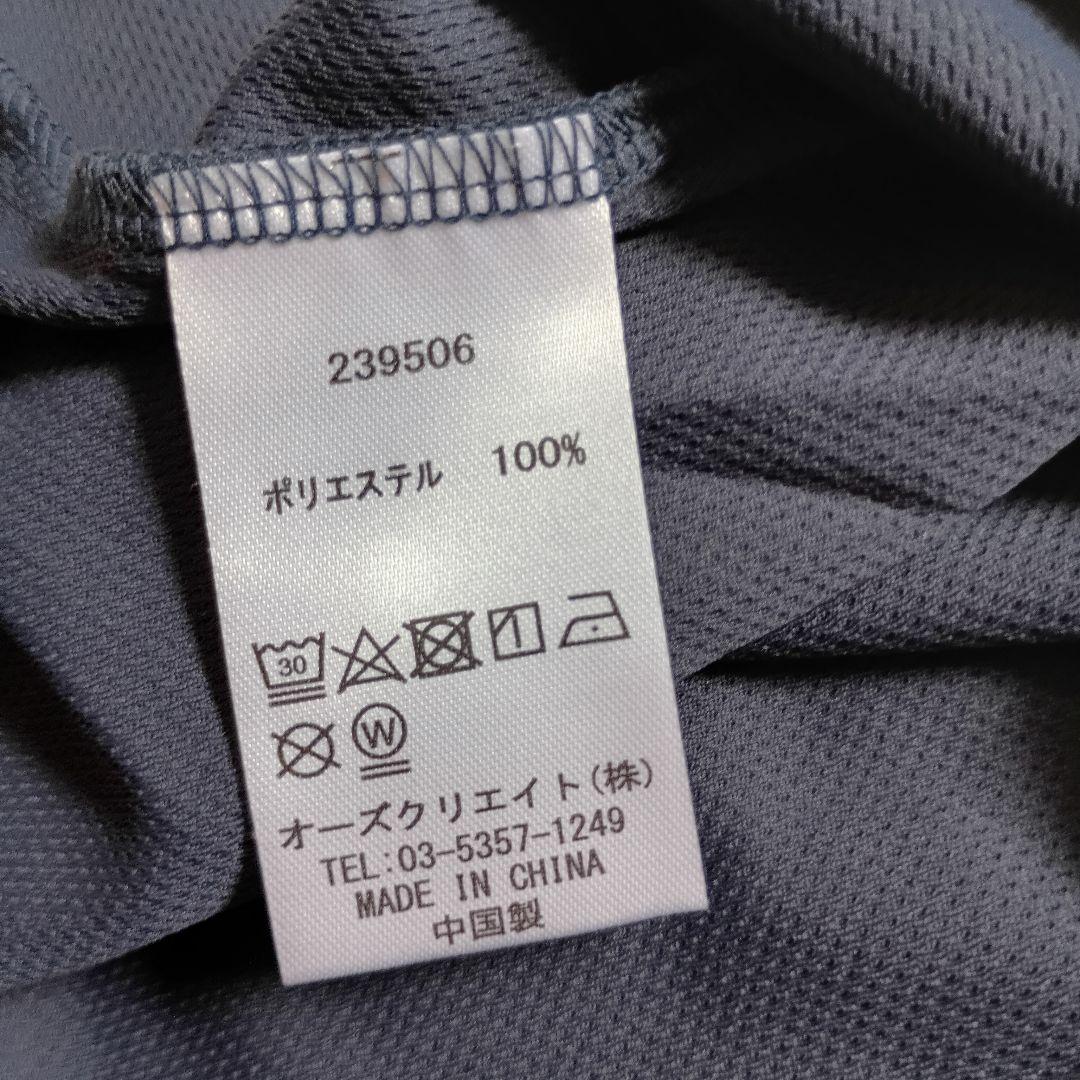 239506
ポリエステル 100%
30
W
オーズクリエイト(株)
TEL:03-5357-1249
MADE IN CHINA
中国製